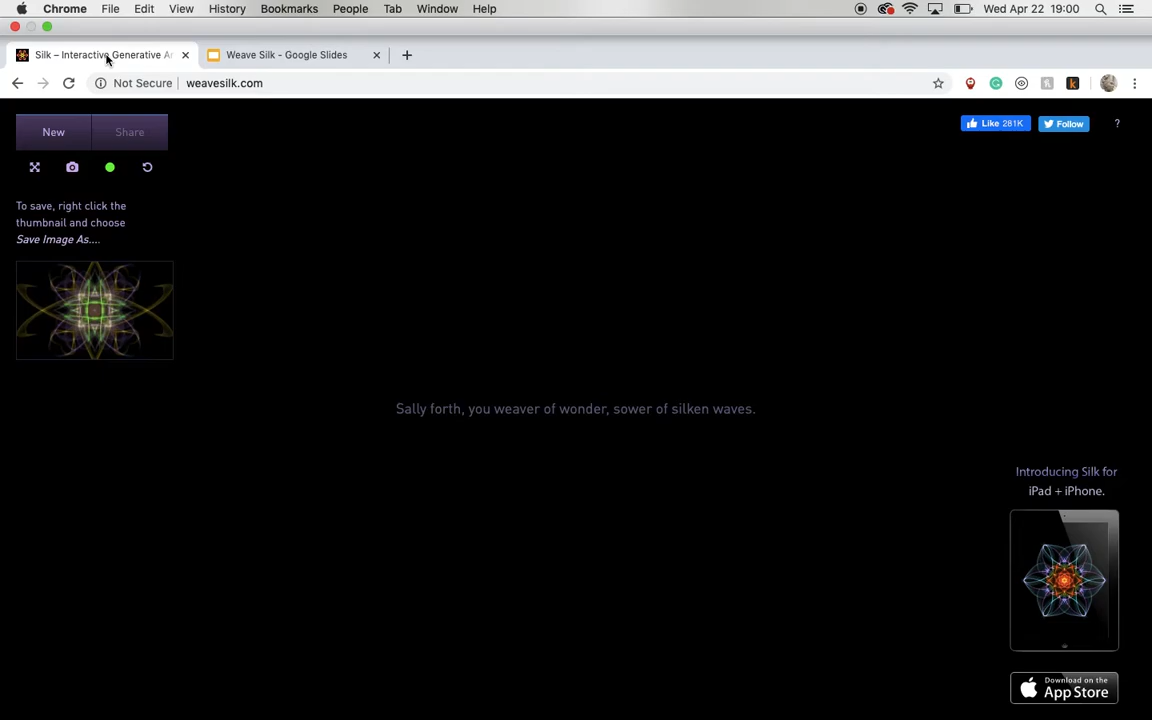 Chrome File Edit View History Bookmarks People Tab Window Help Wed Apr 22 19:00
Silk – Interactive Generative Ar
Weave Silk - Google Slides
Not Secure weavesilk.com
New Share
Like 281K
Follow
?
To save, right click the
thumbnail and choose
Save Image As....
Sally forth, you weaver of wonder, sower of silken waves.
Introducing Silk for
iPad + iPhone.
Download on the
App Store